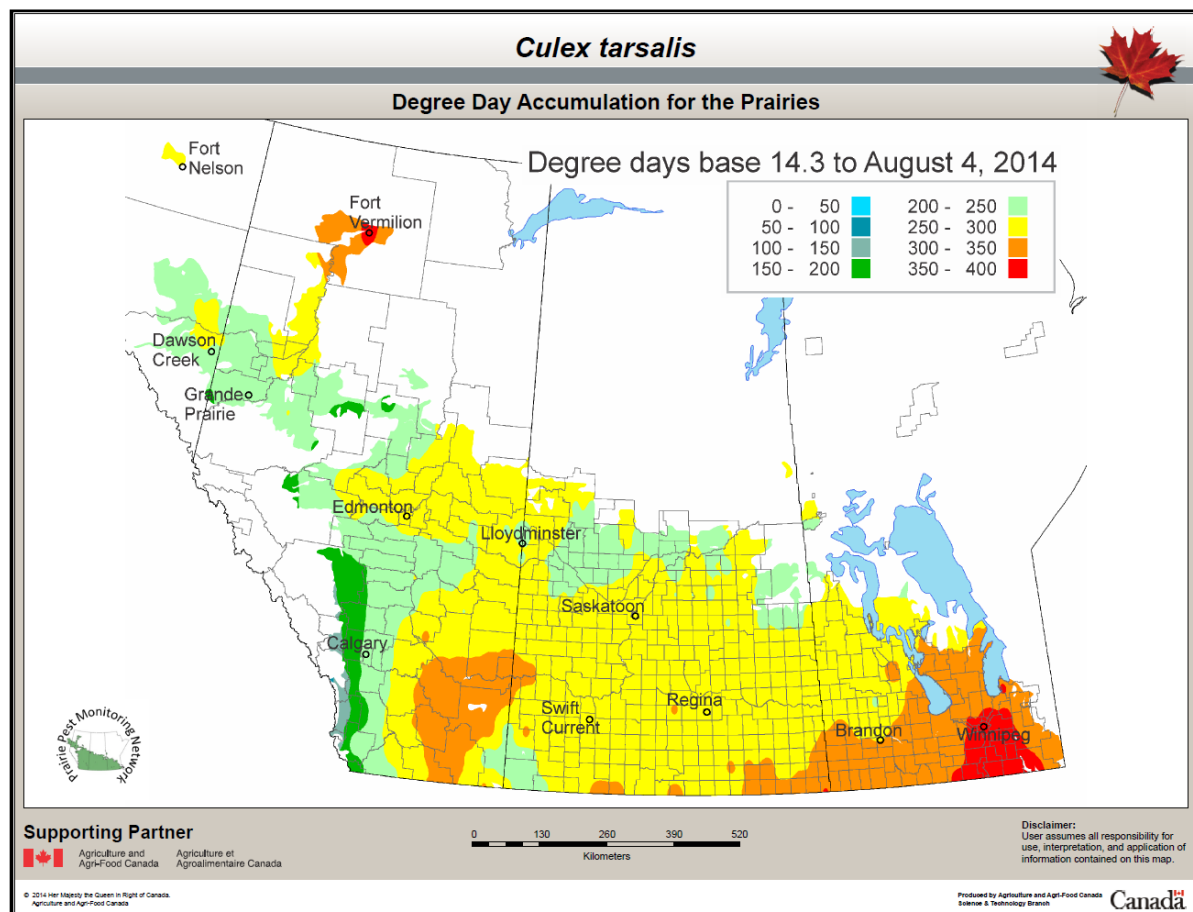 Culex tarsalis
Degree Day Accumulation for the Prairies
Degree days base 14.3 to August 4, 2014
0 - 50
50 - 100
100 - 150
150 - 200
200 - 250
250 - 300
300 - 350
350 - 400
Fort
Nelson
Fort
Vermilion
Dawson
Creek
Grande
Prairie
Edmonton
Lloydminster
Saskatoon
Calgary
Swift
Current
Regina
Brandon
Winnipeg
Prairie Pest Monitoring Network
Supporting Partner
Agriculture and
Agri-Food Canada
Agriculture et
Agroalimentaire Canada
0 130 260 390 520
Kilometers
Disclaimer:
User assumes all responsibility for
use, interpretation, and application of
information contained on this map.
© 2014 Her Majesty the Queen in Right of Canada.
Agriculture and Agri-Food Canada
Produced by Agriculture and Agri-Food Canada
Science & Technology Branch
Canada